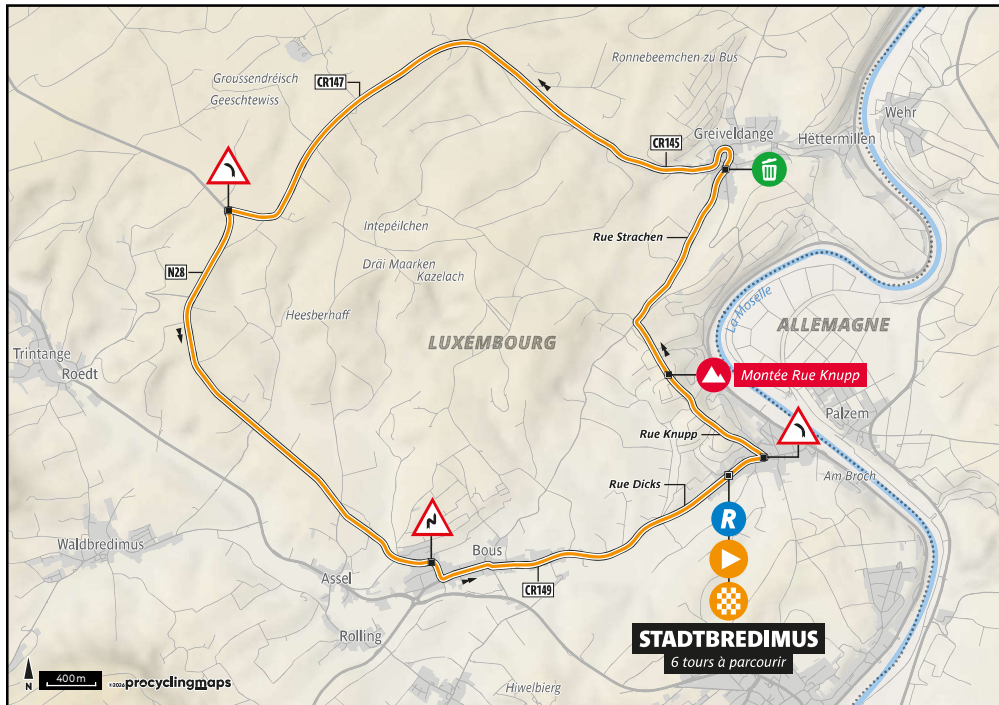 Ronnebeemchen zu Bus
Groussendréisch
CR147
Geeschtewiss
Wehr
Greiveldange
Hëttermillen
CR145
Intepéilchen
Rue Strachen
Dräi Maarken
Kazelach
N28
La Moselle
Heesberhaff
ALLEMAGNE
LUXEMBOURG
Trintange
Roedt
Montée Rue Knupp
Palzem
Rue Knupp
Am Broch
Rue Dicks
R
Waldbredimus
Bous
Assel
CR149
Rolling
STADTBREDIMUS
6 tours à parcourir
N
400 m
©2026 procyclingmaps
Hiwelbierg